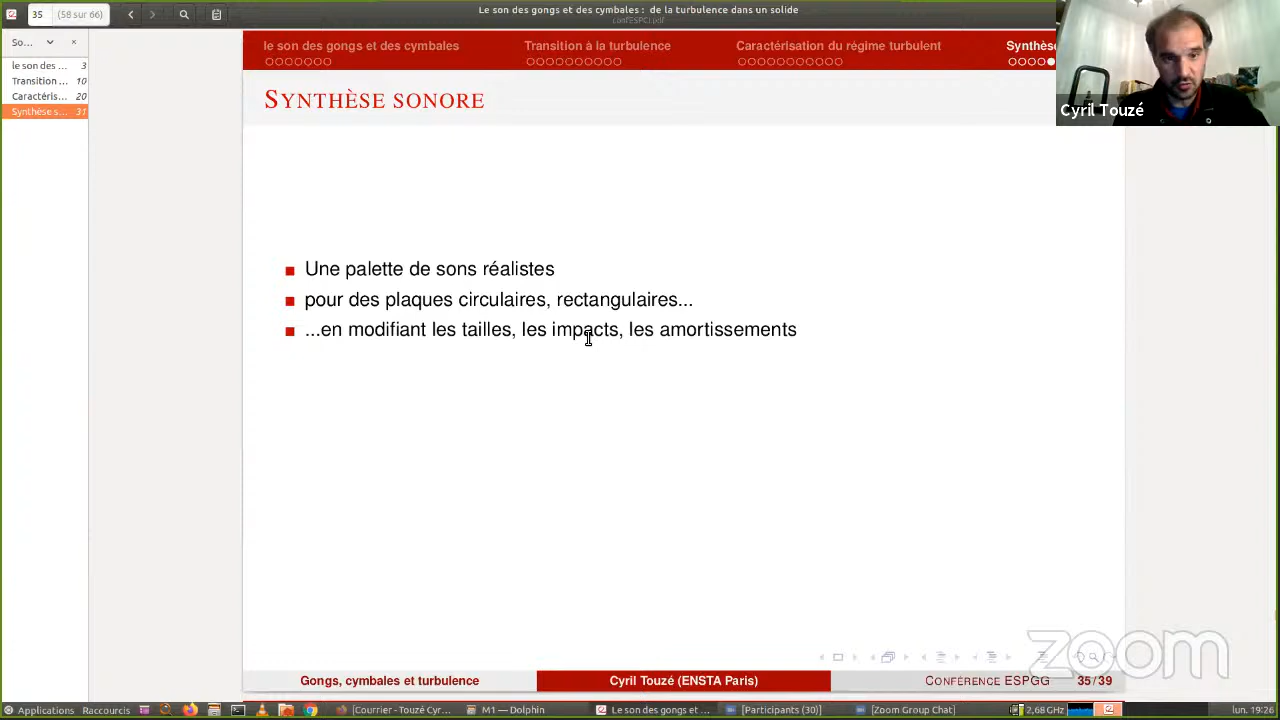 Le son des gongs et des cymbales : de la turbulence dans un solide
confESPCI.pdf
35 (58 sur 66)
So...
le son des ... 3
Transition ... 10
Caractéris... 20
Synthèse s... 31
le son des gongs et des cymbales
Transition à la turbulence
Caractérisation du régime turbulent
Synthèse
SYNTHÈSE SONORE
Cyril Touzé
Une palette de sons réalistes
pour des plaques circulaires, rectangulaires...
...en modifiant les tailles, les impacts, les amortissements
zoom
Gongs, cymbales et turbulence
Cyril Touzé (ENSTA Paris)
CONFÉRENCE ESPGG 35/39
Applications Raccourcis [Courrier - Touzé Cyr... M1 — Dolphin Le son des gongs et ... [Participants (30)] [Zoom Group Chat] 2,68 GHz lun. 19:26